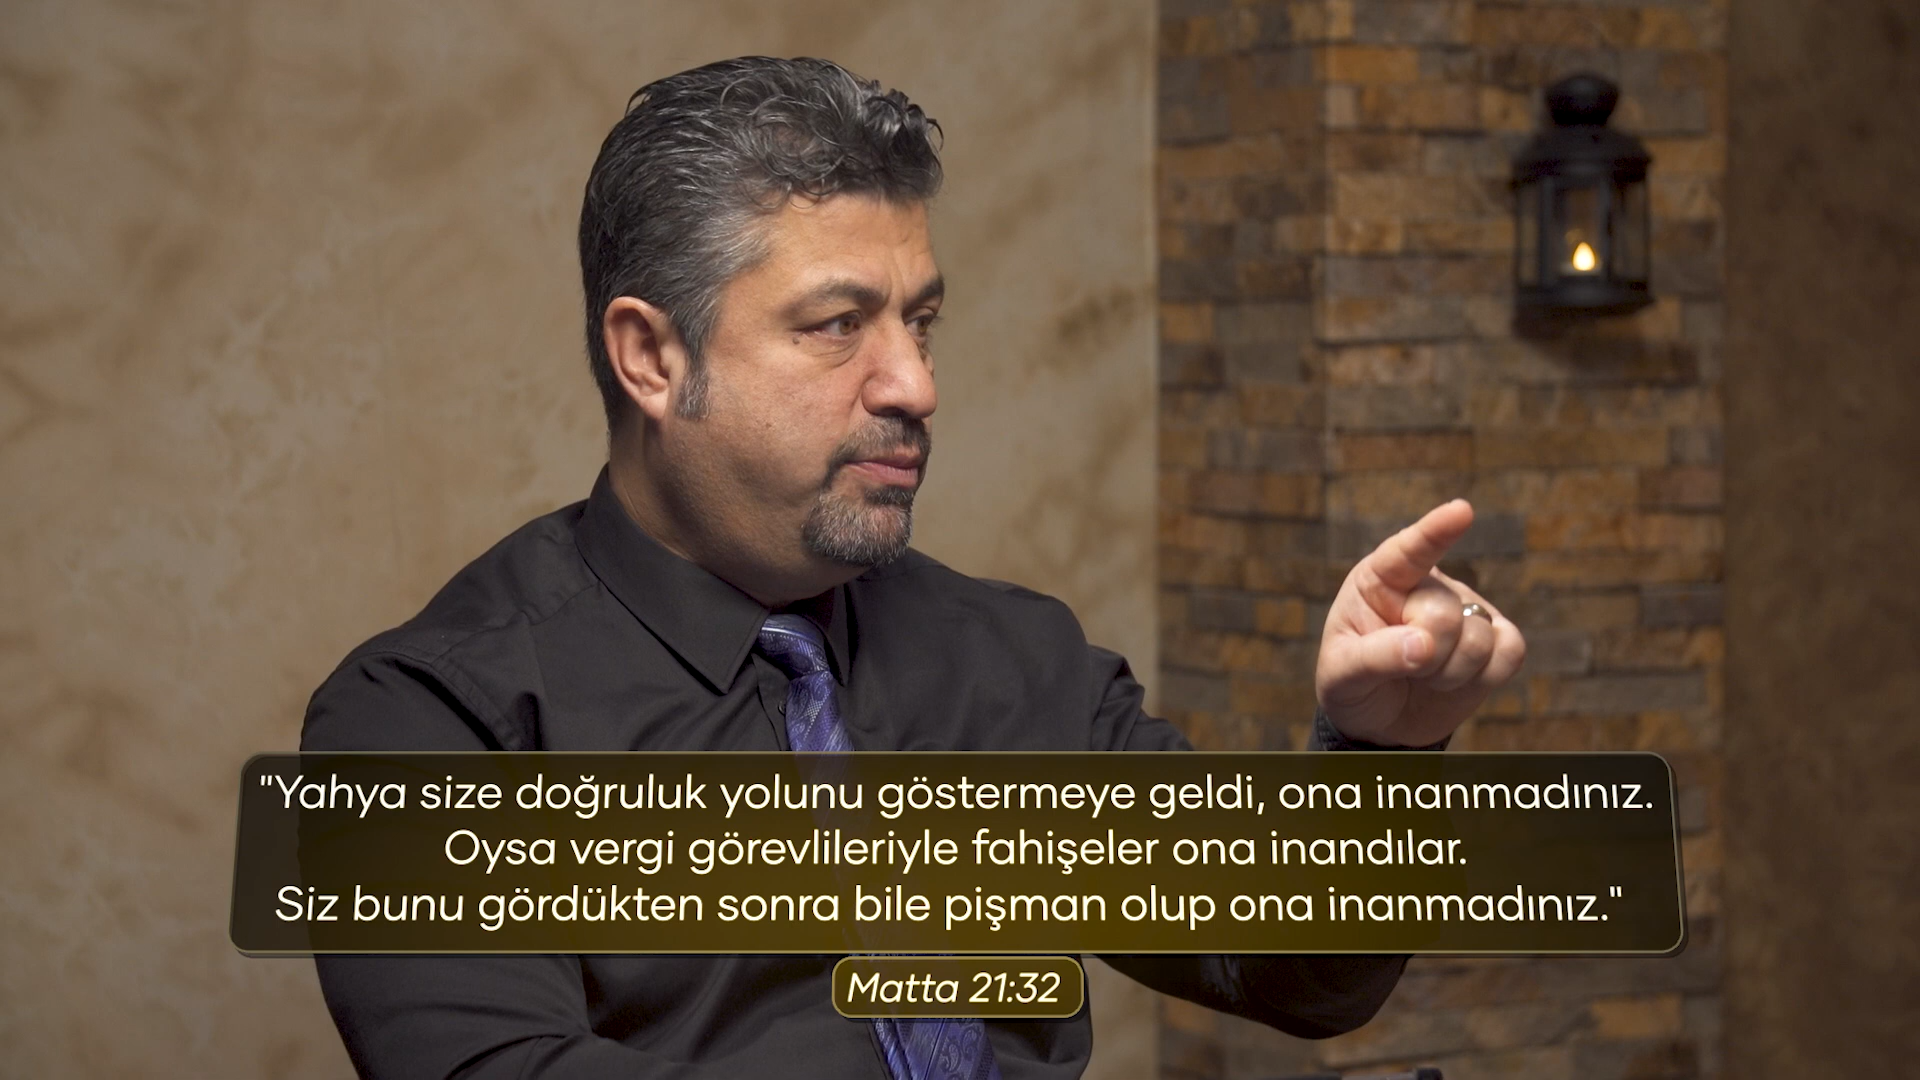 "Yahya size doğruluk yolunu göstermeye geldi, ona inanmadınız.
Oysa vergi görevlileriyle fahişeler ona inandılar.
Siz bunu gördükten sonra bile pişman olup ona inanmadınız."
Matta 21:32